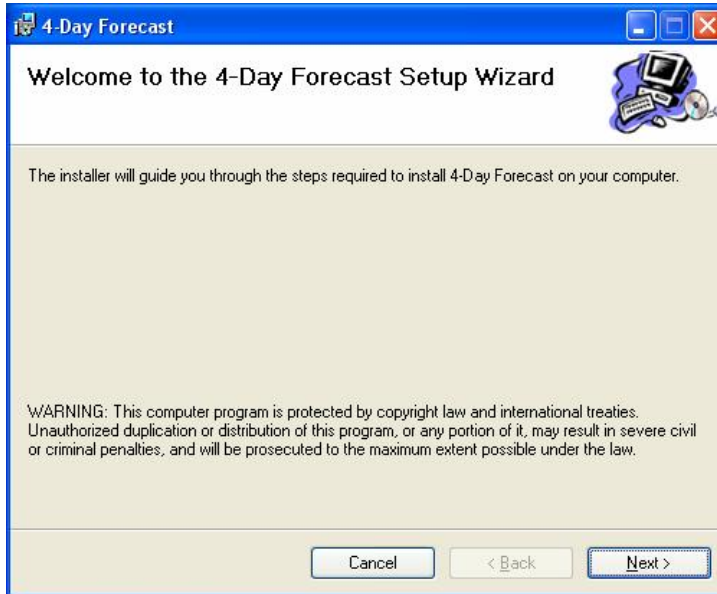 4-Day Forecast
Welcome to the 4-Day Forecast Setup Wizard
The installer will guide you through the steps required to install 4-Day Forecast on your computer.
WARNING: This computer program is protected by copyright law and international treaties.
Unauthorized duplication or distribution of this program, or any portion of it, may result in severe civil
or criminal penalties, and will be prosecuted to the maximum extent possible under the law.
Cancel < Back Next >